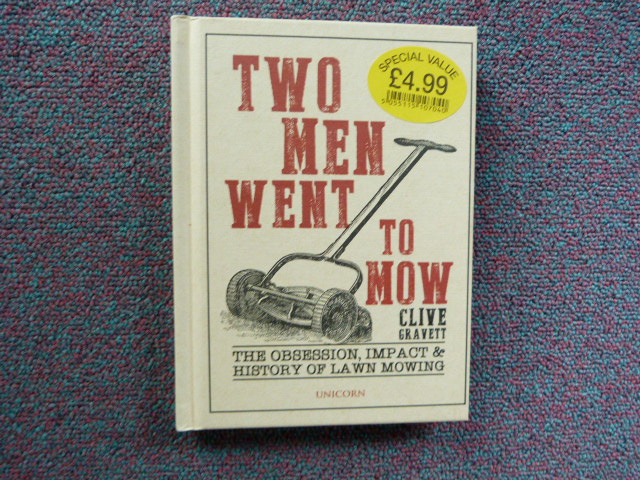 SPECIAL VALUE
£4.99
TWO
MEN
WENT
TO
MOW
CLIVE
GRAVETT
THE OBSESSION, IMPACT &
HISTORY OF LAWN MOWING
UNICORN